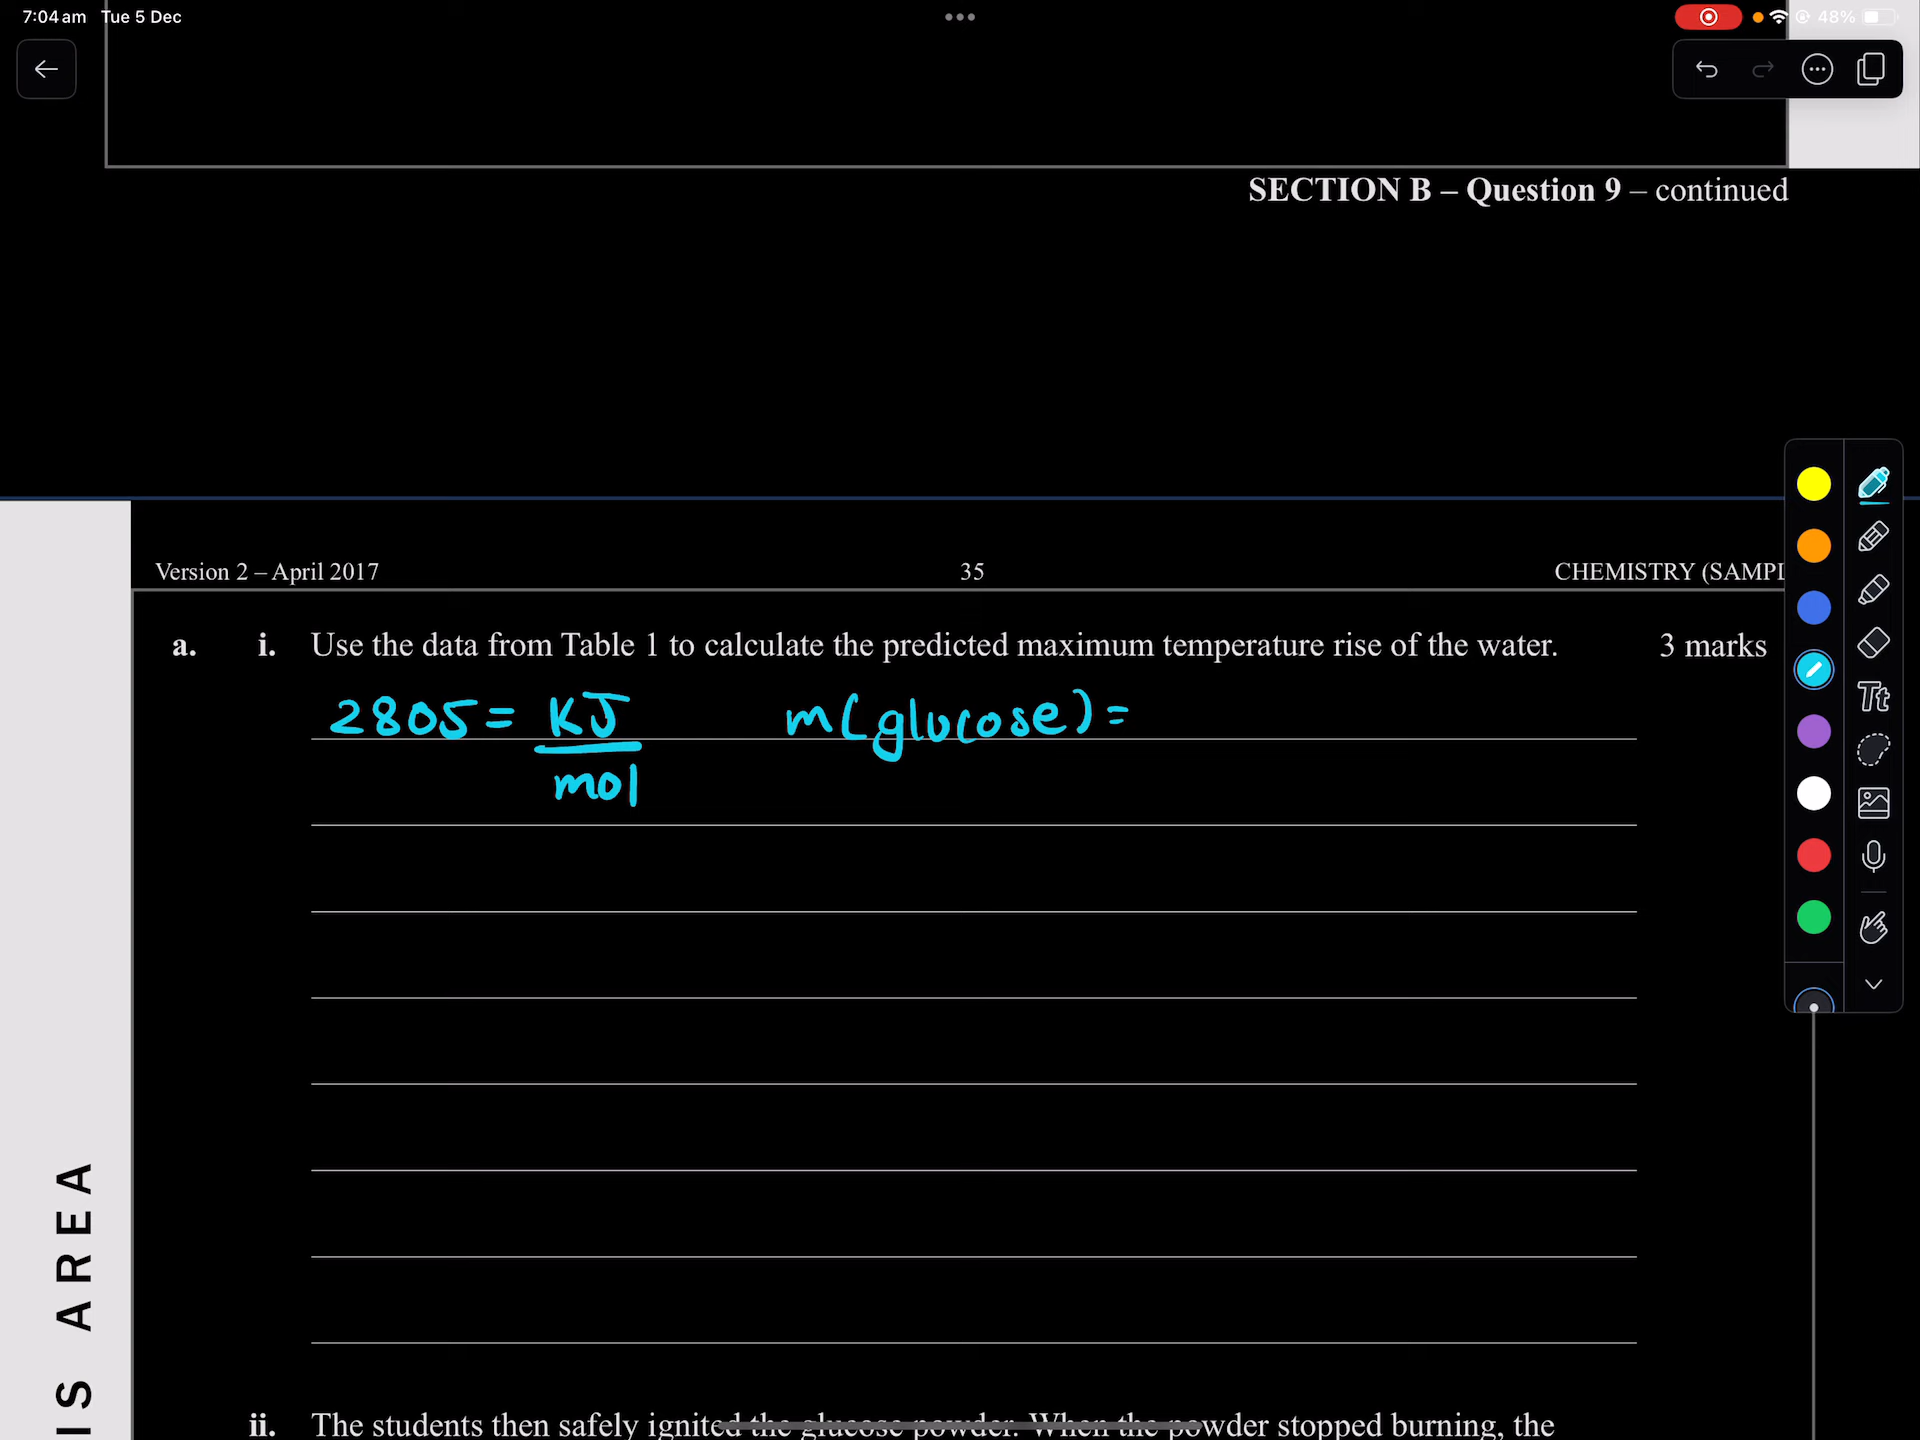 7:04 am Tue 5 Dec
48%
SECTION B – Question 9 – continued
Version 2 – April 2017 35 CHEMISTRY (SAMPL
a. i. Use the data from Table 1 to calculate the predicted maximum temperature rise of the water. 3 marks
2805 = KJ m(glucose) =
mol
Tt
IS AREA
ii. The students then safely ignited the glucose powder. When the powder stopped burning, the